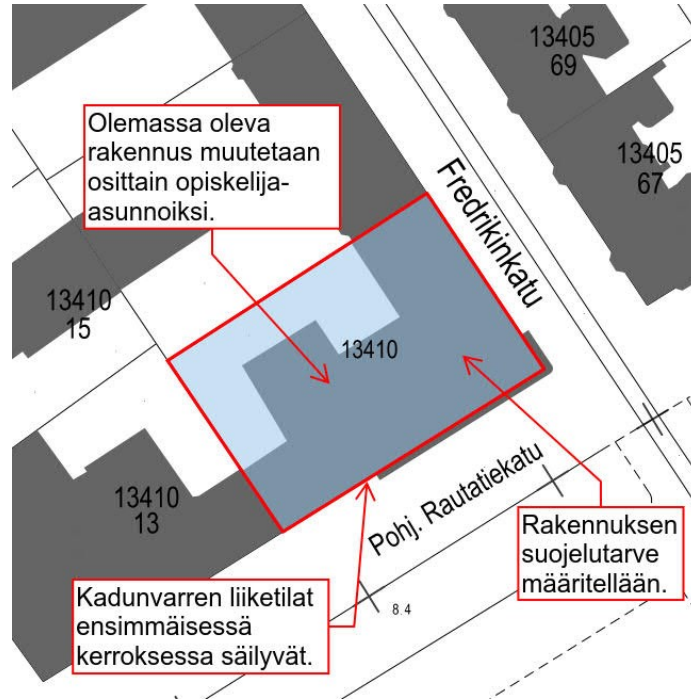 13405
69
Olemassa oleva
rakennus muutetaan
osittain opiskelija-
asunnoiksi.
13405
67
Fredrikinkatu
13410
15
13410
13410
13
Pohj. Rautatiekatu
Rakennuksen
suojelutarve
määritellään.
Kadunvarren liiketilat
ensimmäisessä
kerroksessa säilyvät.
8 4